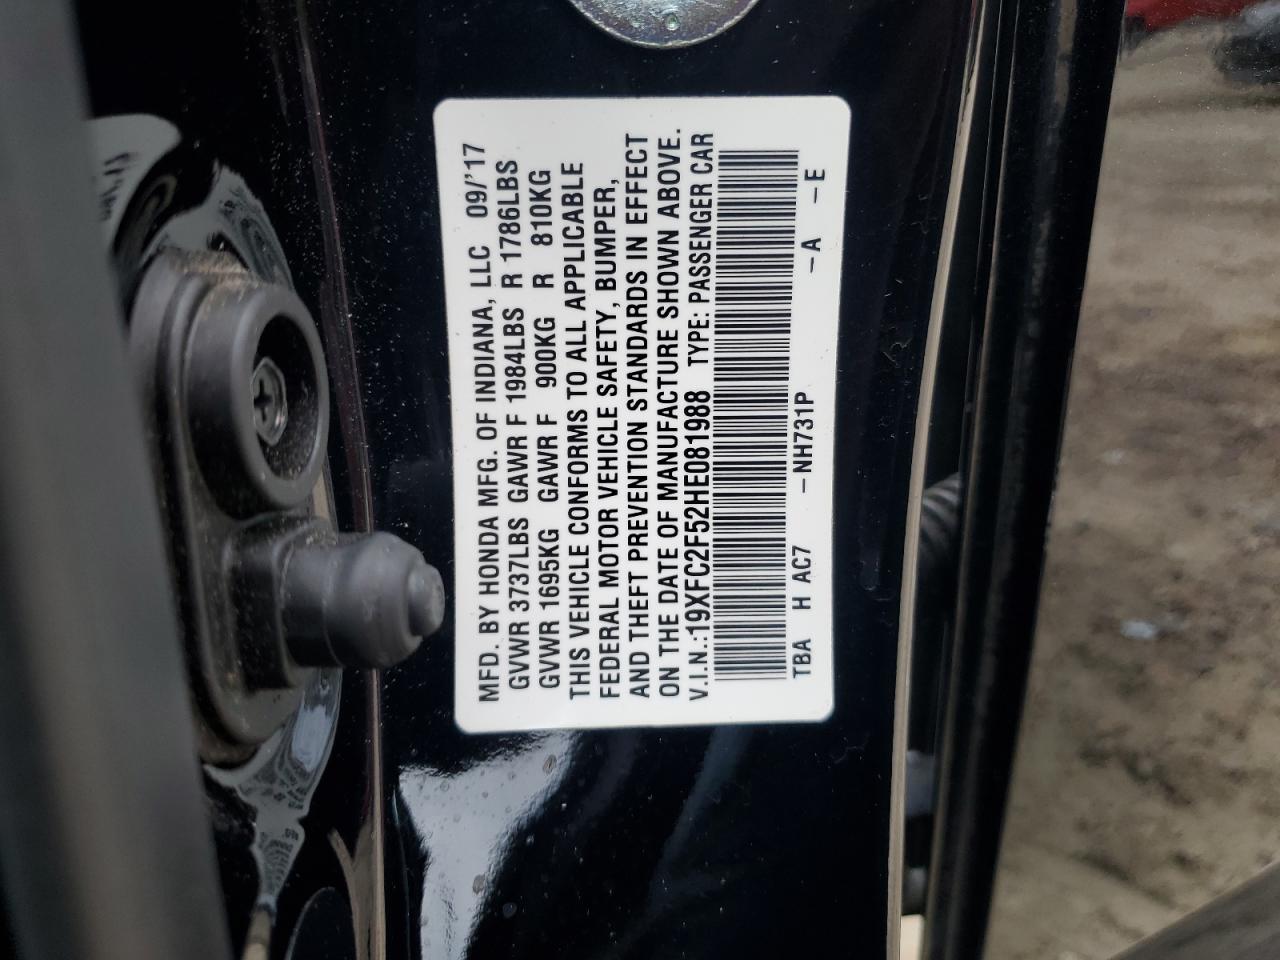 MFD. BY HONDA MFG. OF INDIANA, LLC 09/'17
GVWR 3737LBS GAWR F 1984LBS R 1786LBS
GVWR 1695KG GAWR F 900KG R 810KG
THIS VEHICLE CONFORMS TO ALL APPLICABLE
FEDERAL MOTOR VEHICLE SAFETY, BUMPER,
AND THEFT PREVENTION STANDARDS IN EFFECT
ON THE DATE OF MANUFACTURE SHOWN ABOVE.
V.I.N.:19XFC2F52HE081988 TYPE: PASSENGER CAR
TBA H AC7 -NH731P -A -E